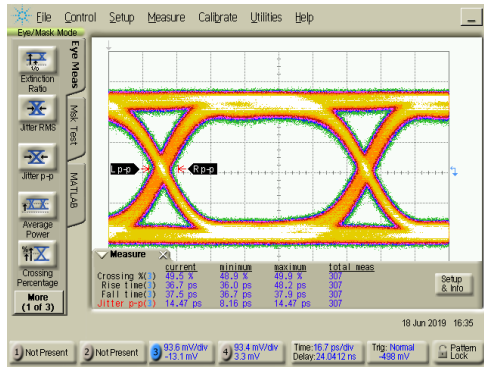 File Control Setup Measure Calibrate Utilities Help
Eye/Mask Mode
Extinction
Ratio
Jitter RMS
Jitter p-p
Average
Power
Crossing
Percentage
More
(1 of 3)
Eye Meas
Msk Test
MATLAB
L p-p
R p-p
Measure
current minimum maximum total meas
Crossing %(3) 49.5 % 48.9 % 49.9 % 307
Rise time(3) 36.7 ps 36.0 ps 48.2 ps 307
Fall time(3) 37.5 ps 36.7 ps 37.9 ps 307
Jitter p-p(3) 14.47 ps 8.16 ps 14.47 ps 307
Setup
& Info
18 Jun 2019 16:35
1 Not Present
2 Not Present
3 93.6 mV/div
-13.1 mV
4 93.4 mV/div
3.3 mV
Time:16.7 ps/div
Delay:24.0412 ns
Trig: Normal
-498 mV
Pattern
Lock